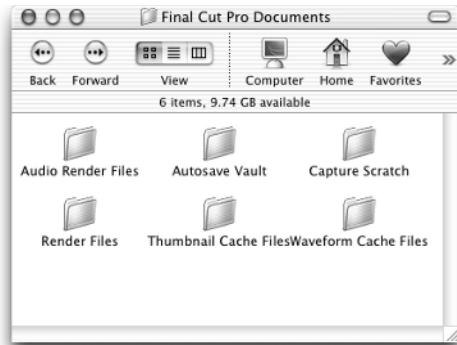 Final Cut Pro Documents
Back Forward View Computer Home Favorites
6 items, 9.74 GB available
Audio Render Files Autosave Vault Capture Scratch
Render Files Thumbnail Cache Files Waveform Cache Files